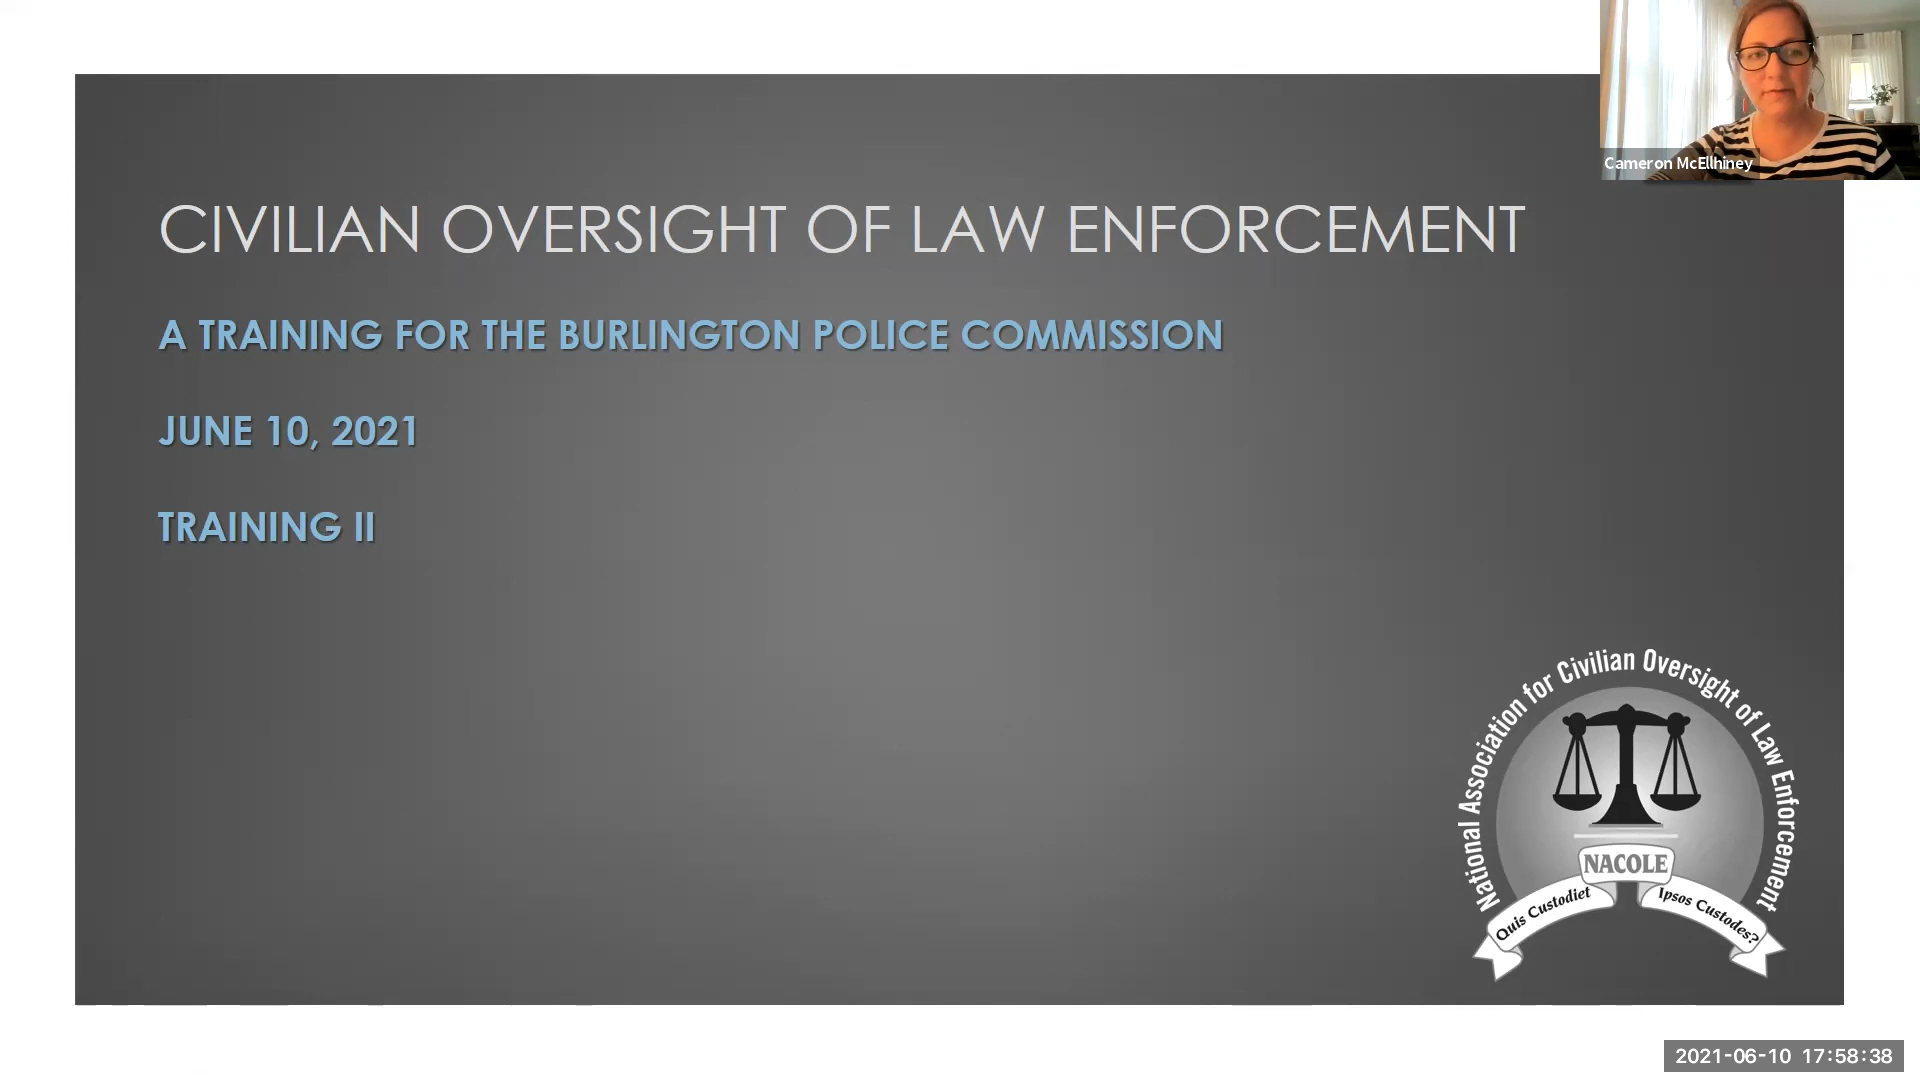 Cameron McEllhiney
CIVILIAN OVERSIGHT OF LAW ENFORCEMENT
A TRAINING FOR THE BURLINGTON POLICE COMMISSION
JUNE 10, 2021
TRAINING II
National Association for Civilian Oversight of Law Enforcement
NACOLE
Quis Custodiet Ipsos Custodes?
2021-06-10 17:58:38